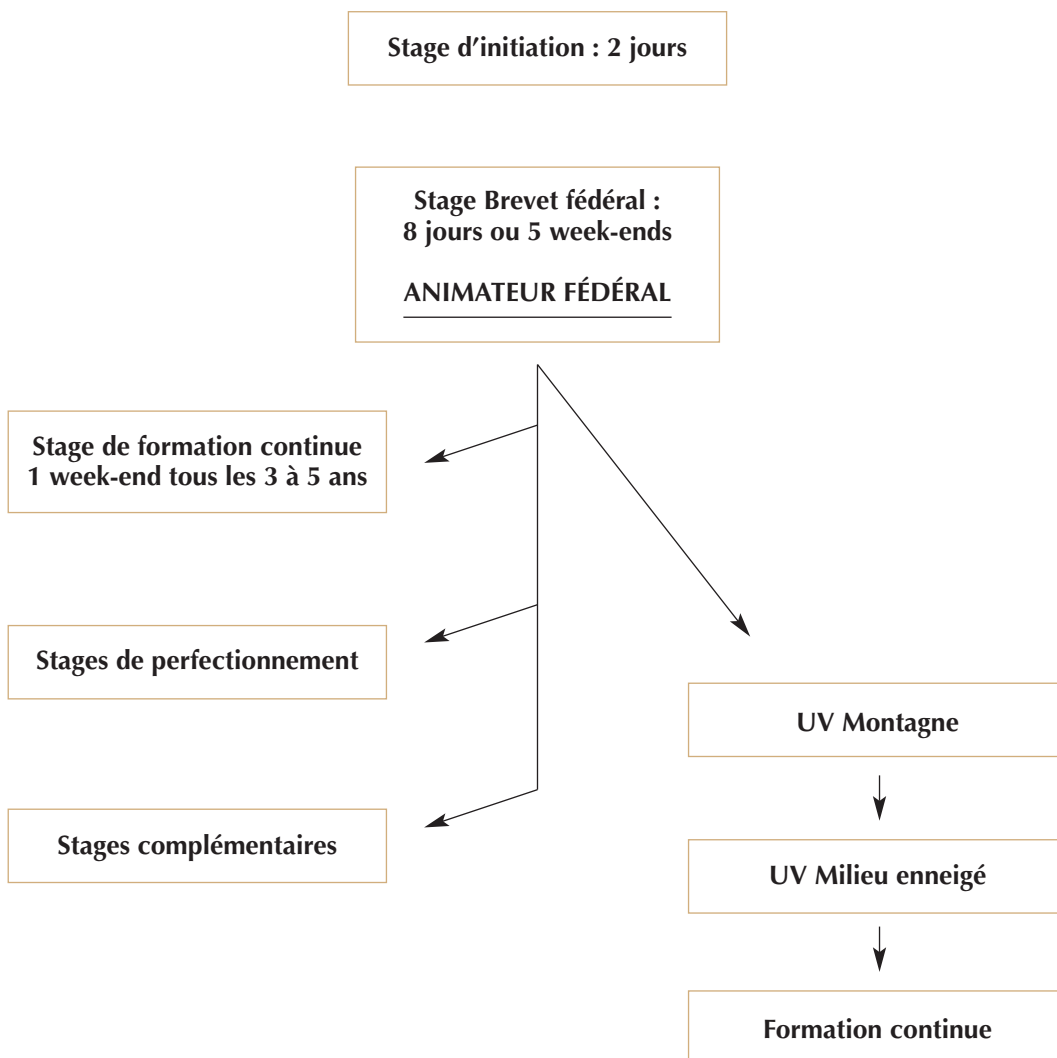 Stage d’initiation : 2 jours
Stage Brevet fédéral :
8 jours ou 5 week-ends
ANIMATEUR FÉDÉRAL
Stage de formation continue
1 week-end tous les 3 à 5 ans
Stages de perfectionnement
UV Montagne
Stages complémentaires
UV Milieu enneigé
Formation continue